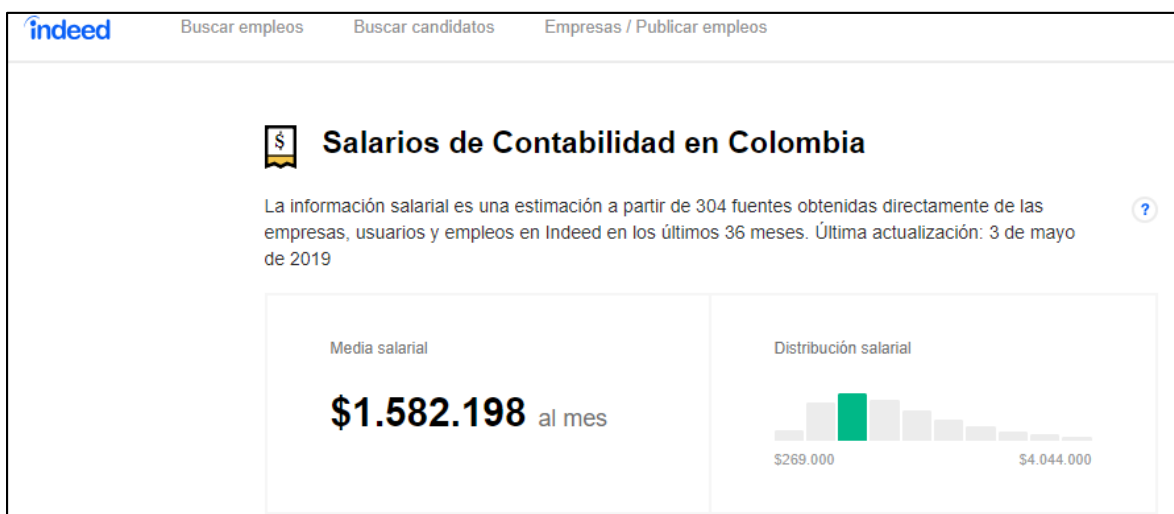 indeed Buscar empleos Buscar candidatos Empresas / Publicar empleos
$ Salarios de Contabilidad en Colombia
La información salarial es una estimación a partir de 304 fuentes obtenidas directamente de las ?
empresas, usuarios y empleos en Indeed en los últimos 36 meses. Última actualización: 3 de mayo
de 2019
Media salarial
$1.582.198 al mes
Distribución salarial
$269.000 $4.044.000